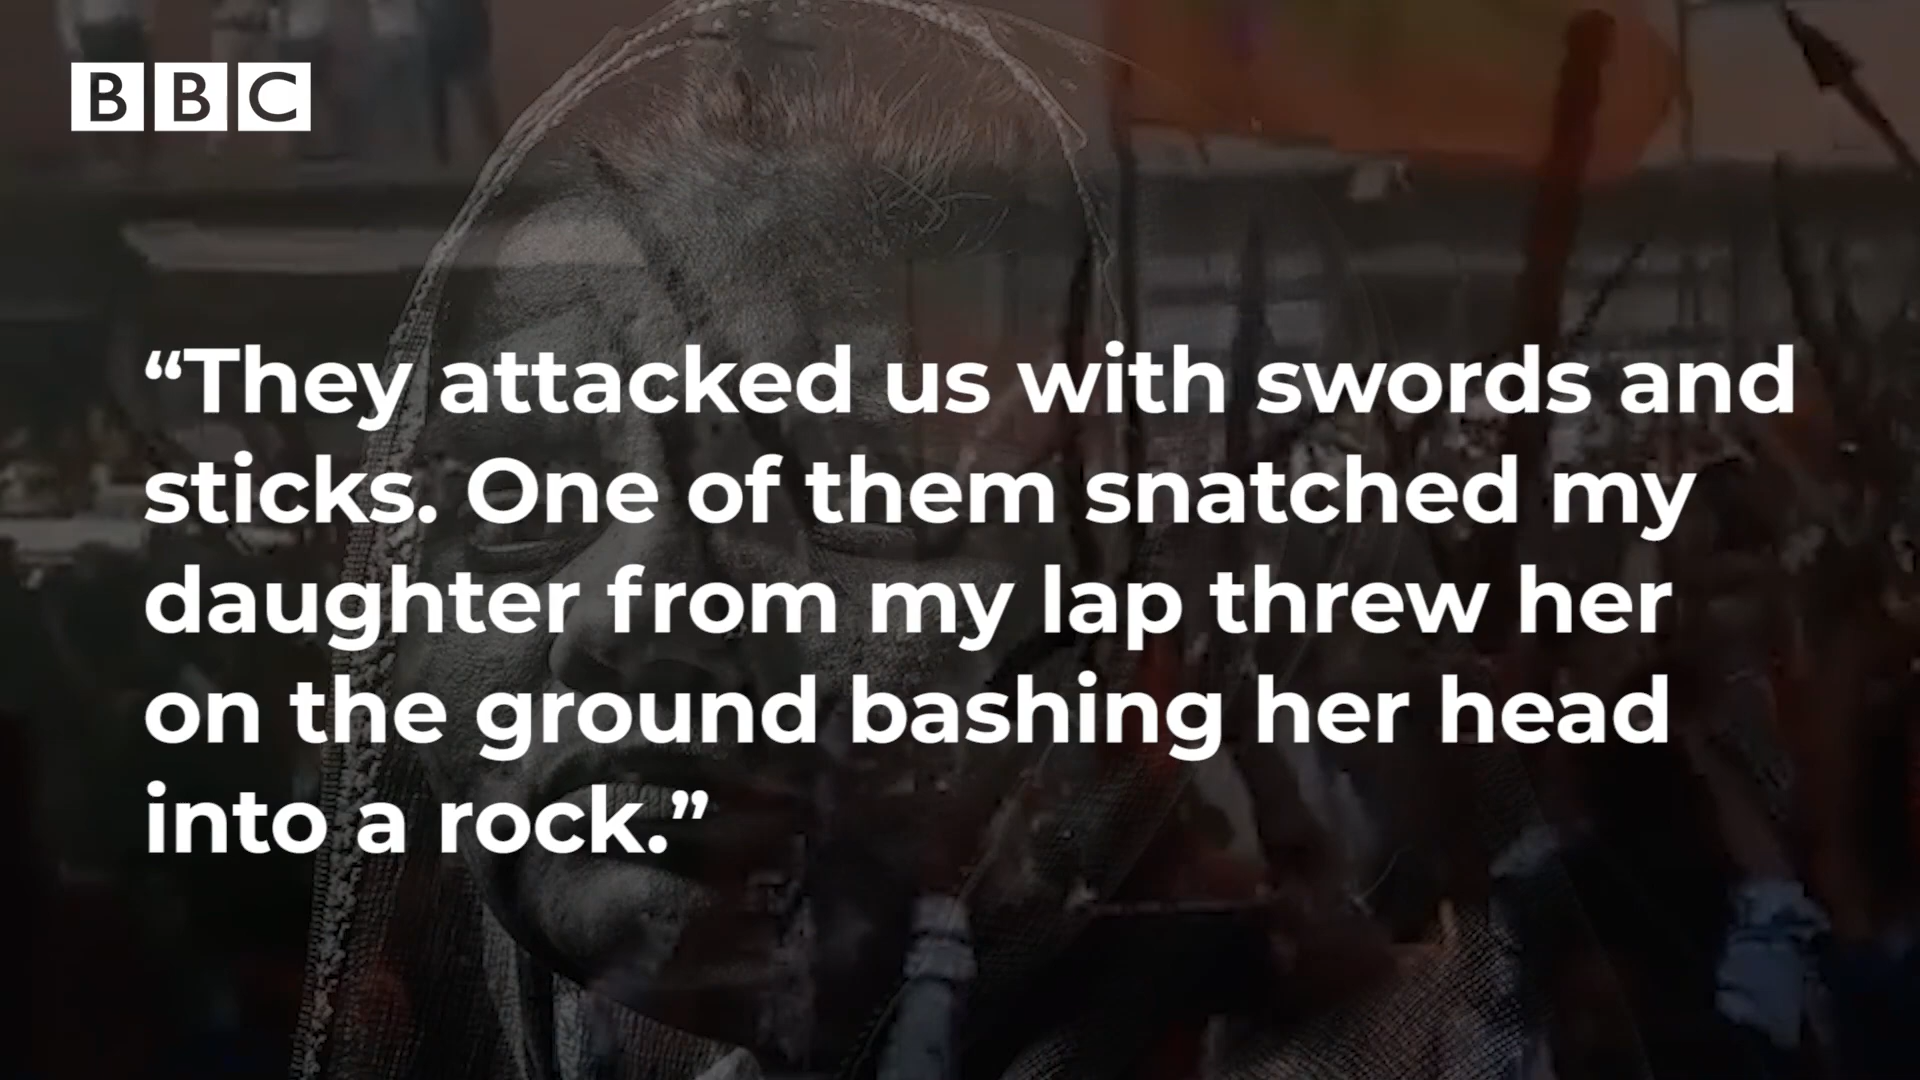 BBC
“They attacked us with swords and
sticks. One of them snatched my
daughter from my lap threw her
on the ground bashing her head
into a rock.”